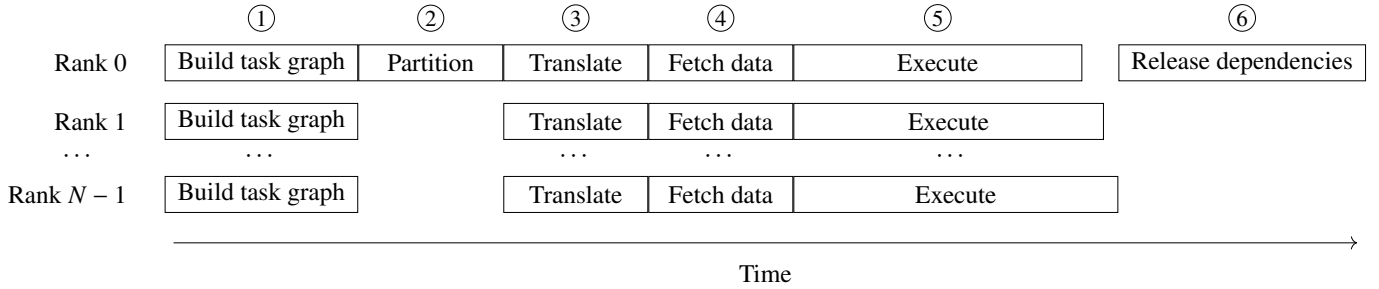 ① ② ③ ④ ⑤ ⑥
Rank 0 Build task graph Partition Translate Fetch data Execute Release dependencies
Rank 1 Build task graph Translate Fetch data Execute
... ... ... ... ...
Rank N − 1 Build task graph Translate Fetch data Execute
Time